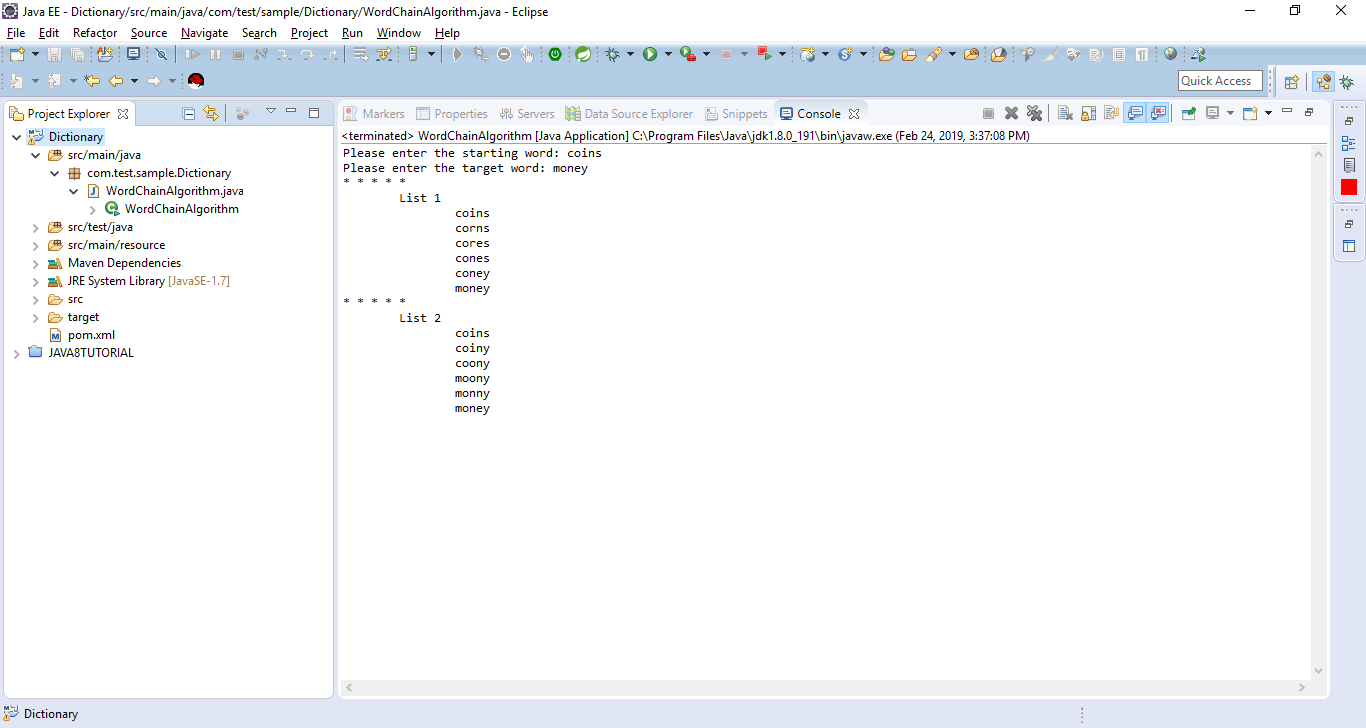 Java EE - Dictionary/src/main/java/com/test/sample/Dictionary/WordChainAlgorithm.java - Eclipse
File Edit Refactor Source Navigate Search Project Run Window Help
Quick Access
Project Explorer
Markers Properties Servers Data Source Explorer Snippets Console
<terminated> WordChainAlgorithm [Java Application] C:\Program Files\Java\jdk1.8.0_191\bin\javaw.exe (Feb 24, 2019, 3:37:08 PM)
Dictionary
src/main/java
com.test.sample.Dictionary
WordChainAlgorithm.java
WordChainAlgorithm
src/test/java
src/main/resource
Maven Dependencies
JRE System Library [JavaSE-1.7]
src
target
pom.xml
JAVA8TUTORIAL
Please enter the starting word: coins
Please enter the target word: money
* * * * *
List 1
coins
corns
cores
cones
coney
money
* * * * *
List 2
coins
coiny
coony
moony
monny
money
Dictionary